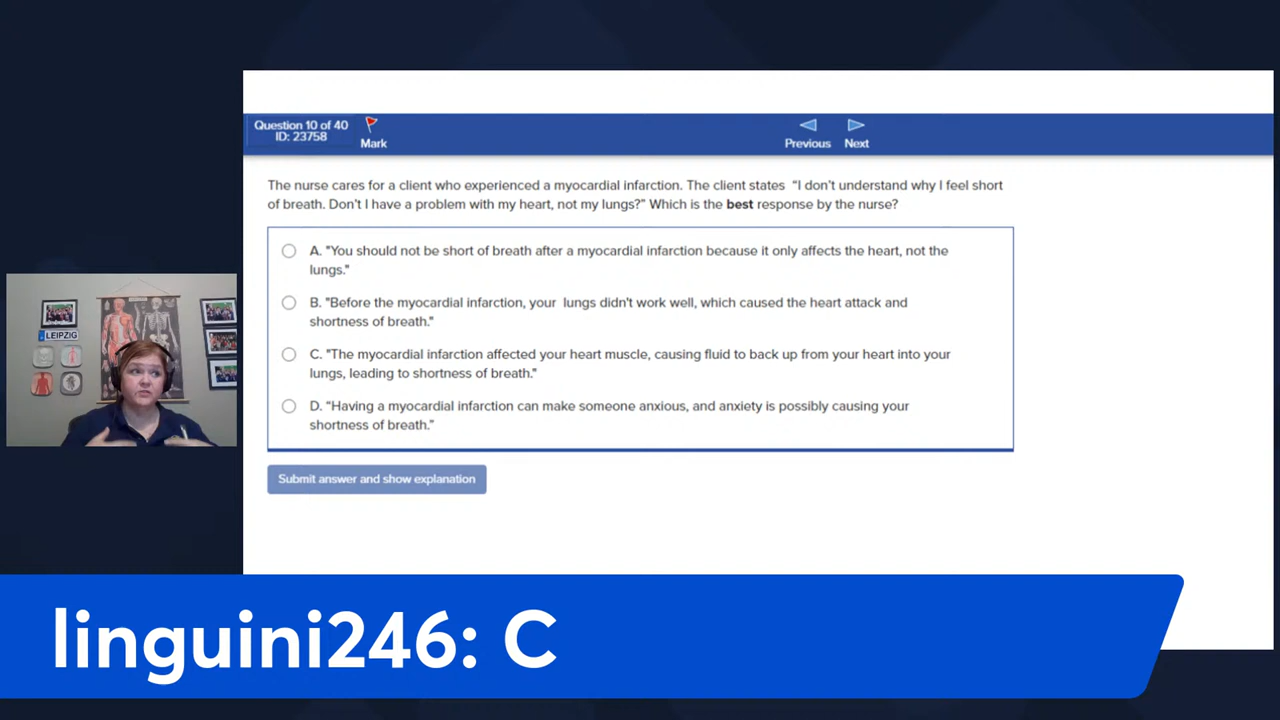 Question 10 of 40
ID: 23758
Mark
Previous
Next
The nurse cares for a client who experienced a myocardial infarction. The client states “I don't understand why I feel short
of breath. Don't I have a problem with my heart, not my lungs?” Which is the best response by the nurse?
A. "You should not be short of breath after a myocardial infarction because it only affects the heart, not the
lungs."
B. "Before the myocardial infarction, your lungs didn't work well, which caused the heart attack and
shortness of breath."
C. "The myocardial infarction affected your heart muscle, causing fluid to back up from your heart into your
lungs, leading to shortness of breath."
D. “Having a myocardial infarction can make someone anxious, and anxiety is possibly causing your
shortness of breath.”
Submit answer and show explanation
LEIPZIG
linguini246: C